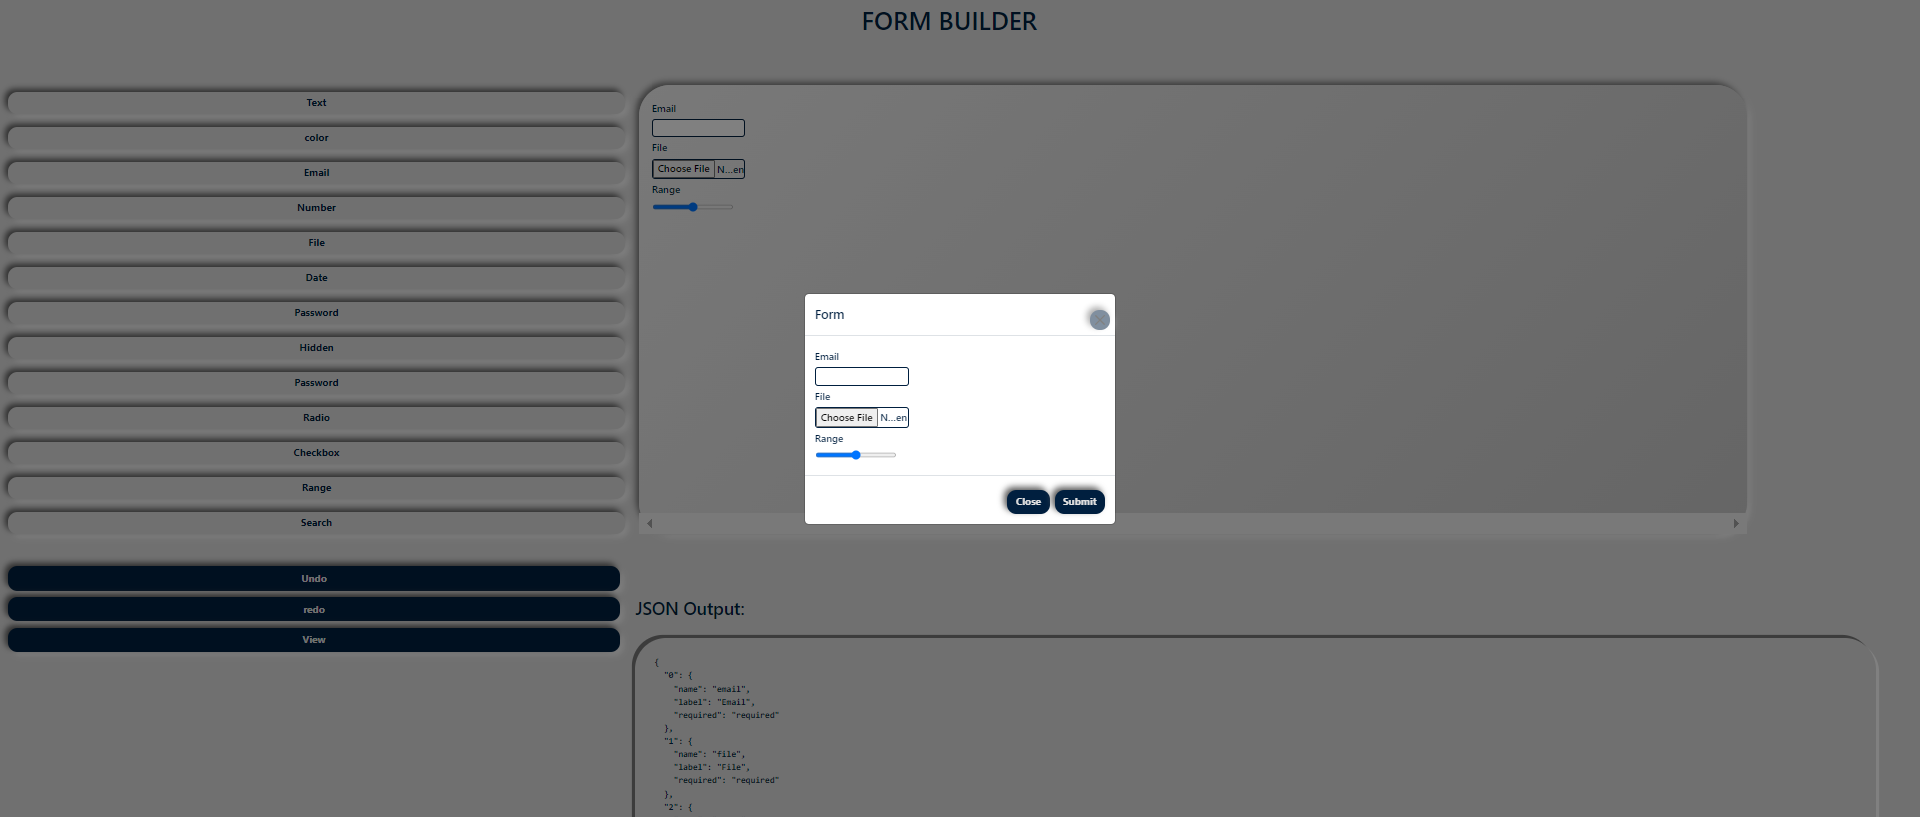 FORM BUILDER
Text
color
Email
Number
File
Date
Password
Hidden
Password
Radio
Checkbox
Range
Search
Undo
redo
View
Email
File
Choose File N...en
Range
Form
Email
File
Choose File N...en
Range
Close Submit
JSON Output:
{
"0": {
"name": "email",
"label": "Email",
"required": "required"
},
"1": {
"name": "file",
"label": "File",
"required": "required"
},
"2": {